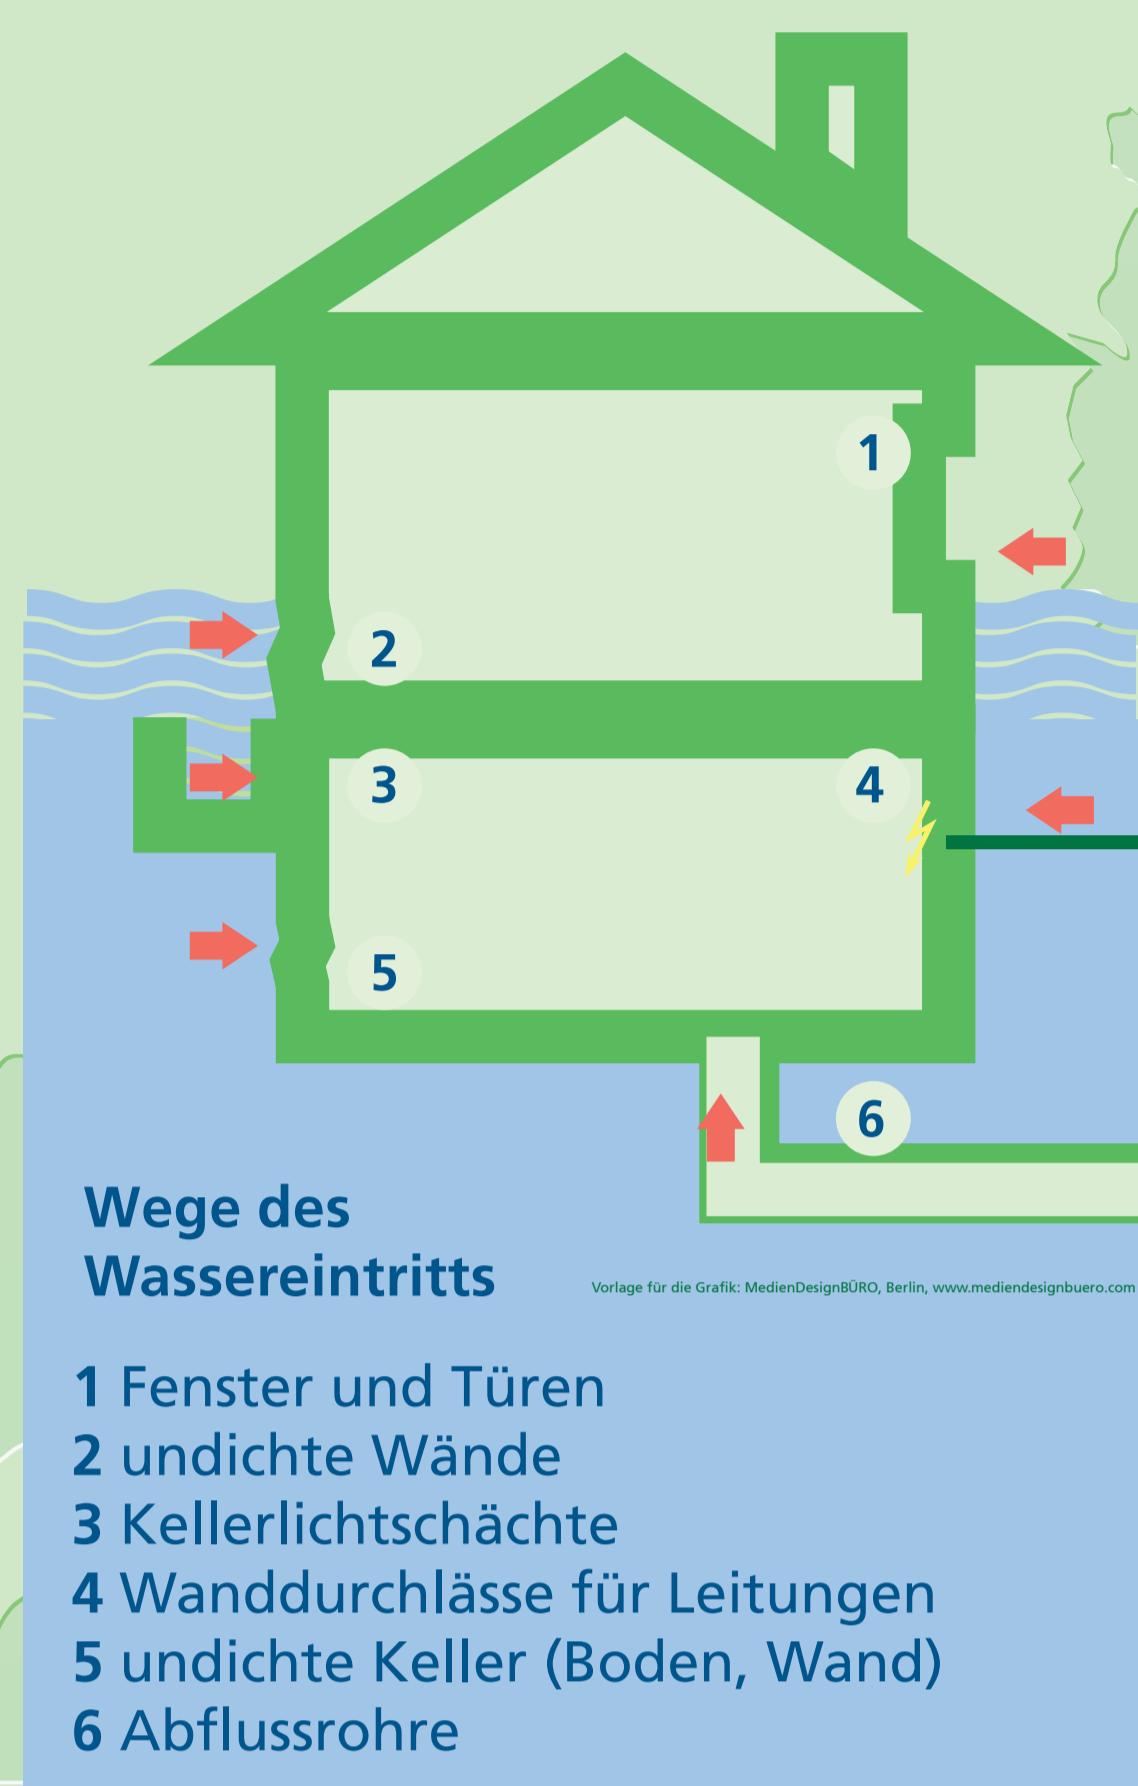 1
2
3
4
5
6
Wege des
Wassereintritts
Vorlage für die Grafik: MedienDesignBÜRO, Berlin, www.mediendesignbuero.com
1 Fenster und Türen
2 undichte Wände
3 Kellerlichtschächte
4 Wanddurchlässe für Leitungen
5 undichte Keller (Boden, Wand)
6 Abflussrohre